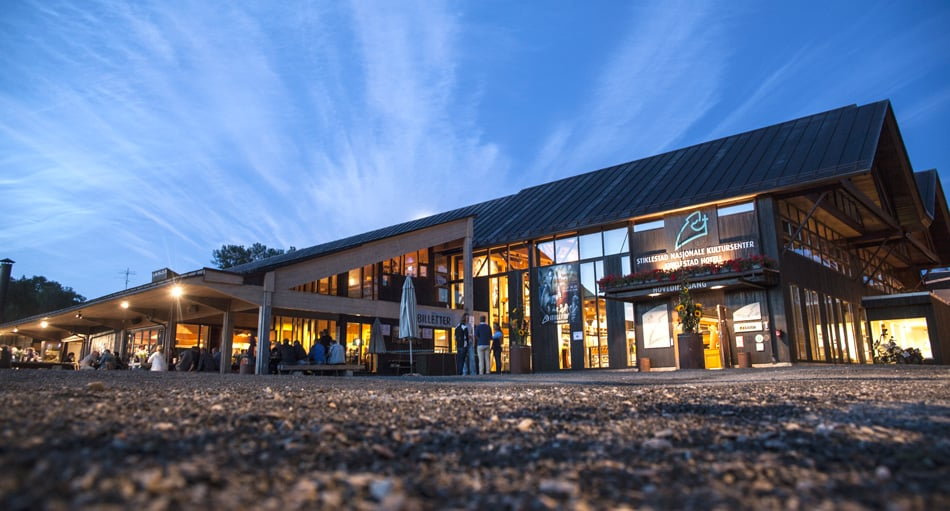 BILLETTER
STIKLESTAD NASJONALE KULTURSENTER
STIKLESTAD HOTELL
HOVEDINNGANG